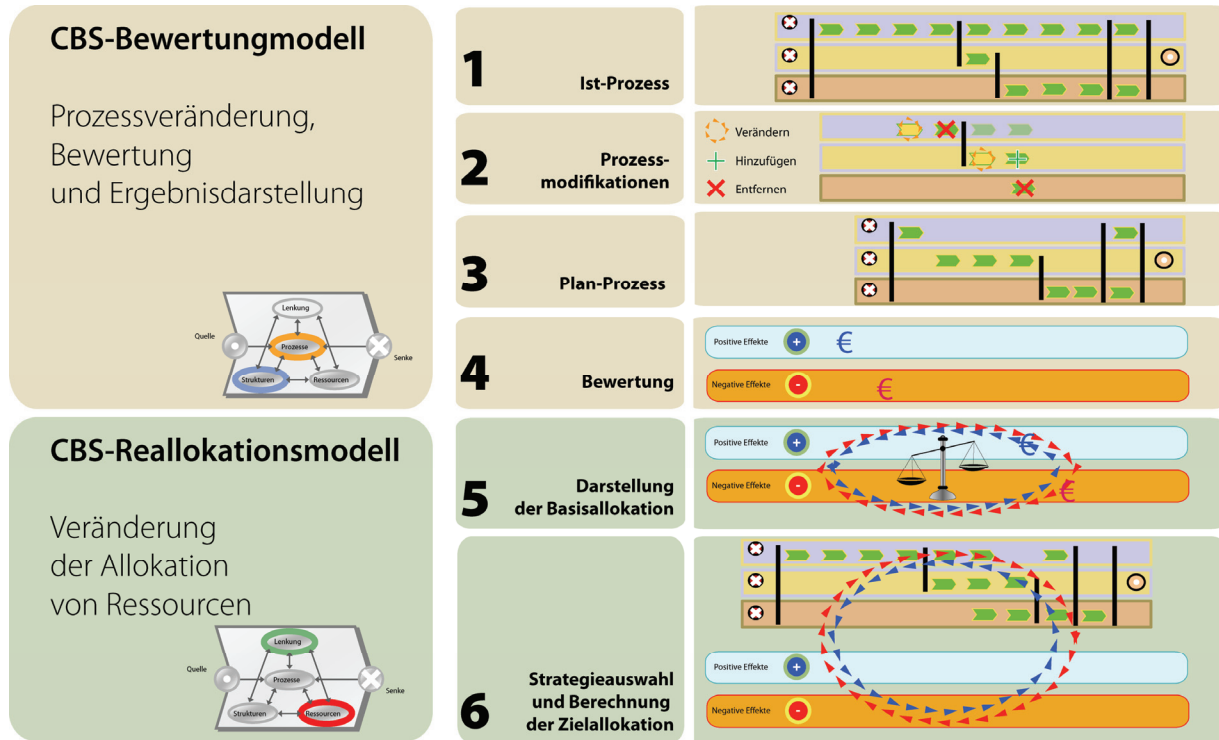 CBS-Bewertungmodell
Prozessveränderung,
Bewertung
und Ergebnisdarstellung
Lenkung
Quelle
Prozesse
Senke
Strukturen
Ressourcen
CBS-Reallokationsmodell
Veränderung
der Allokation
von Ressourcen
Lenkung
Quelle
Prozesse
Senke
Strukturen
Ressourcen
1
Ist-Prozess
2
Prozess-
modifikationen
Verändern
Hinzufügen
Entfernen
3
Plan-Prozess
4
Bewertung
Positive Effekte + €
Negative Effekte - €
5
Darstellung
der Basisallokation
Positive Effekte + €
Negative Effekte - €
6
Strategieauswahl
und Berechnung
der Zielallokation
Positive Effekte +
Negative Effekte -